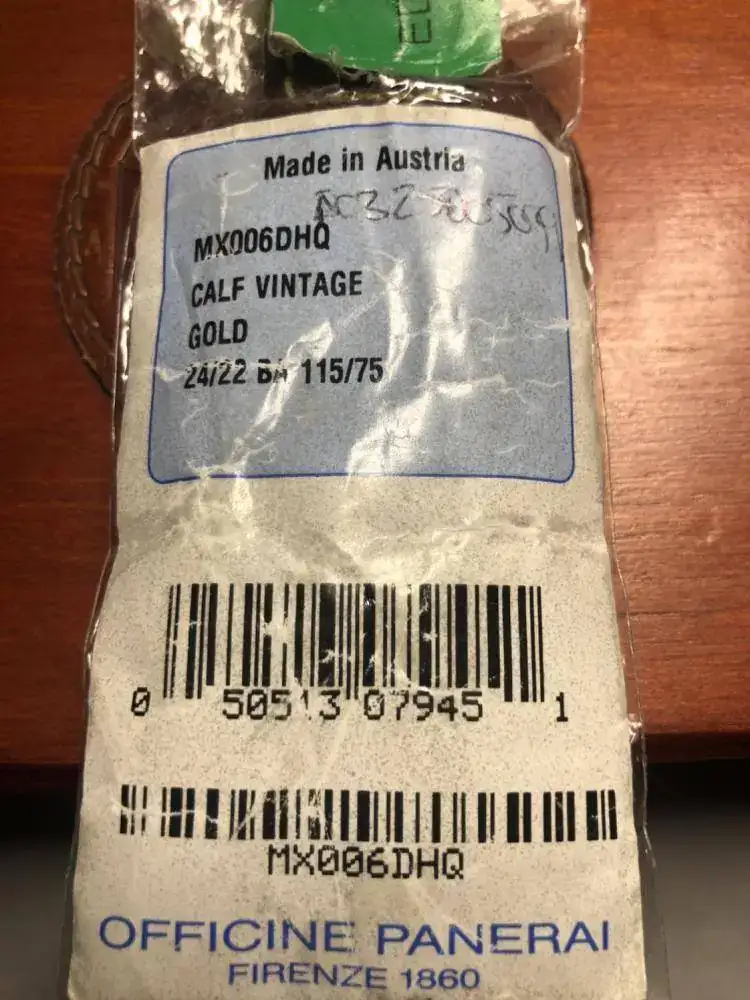 Made in Austria
MX006DHQ
CALF VINTAGE
GOLD
24/22 BA 115/75
0 50513 07945 1
MX006DHQ
OFFICINE PANERAI
FIRENZE 1860